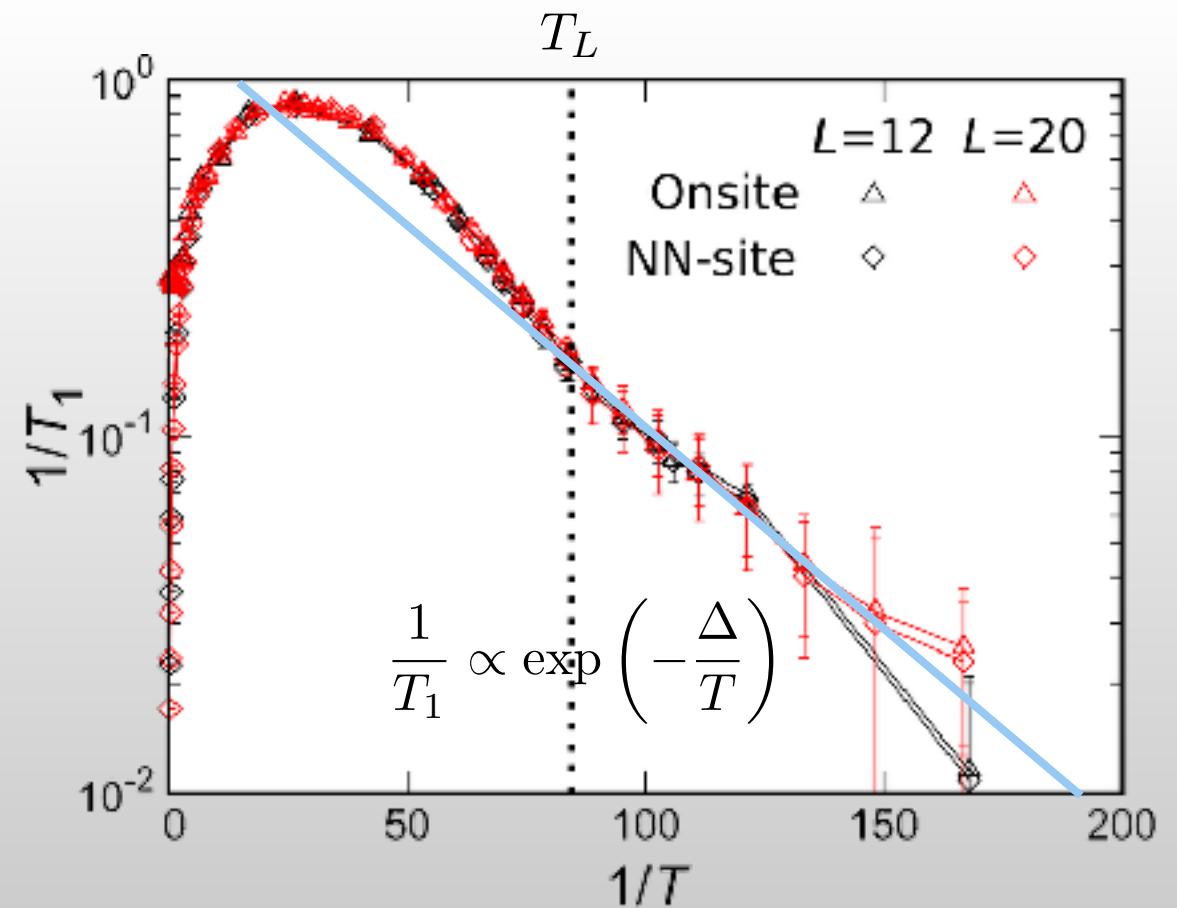 T_L
L=12 L=20
Onsite
NN-site
10^0
10^-1
10^-2
1/T_1
1/T_1 ∝ exp(−Δ/T)
0 50 100 150 200
1/T